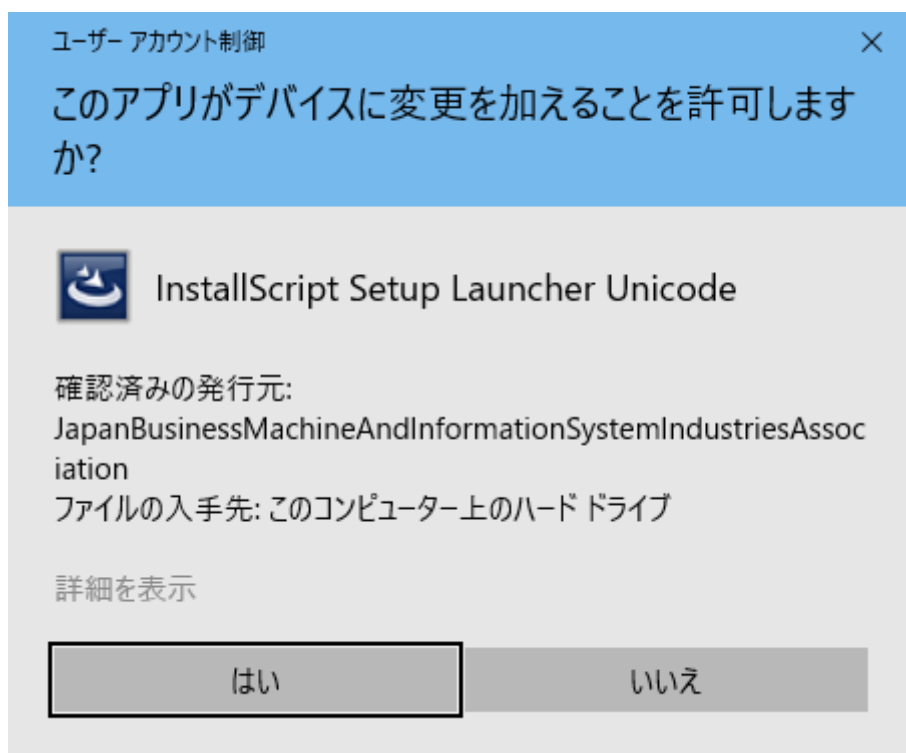 ユーザー アカウント制御
このアプリがデバイスに変更を加えることを許可します
か?
InstallScript Setup Launcher Unicode
確認済みの発行元:
JapanBusinessMachineAndInformationSystemIndustriesAssoc
iation
ファイルの入手先: このコンピューター上のハード ドライブ
詳細を表示
はい
いいえ